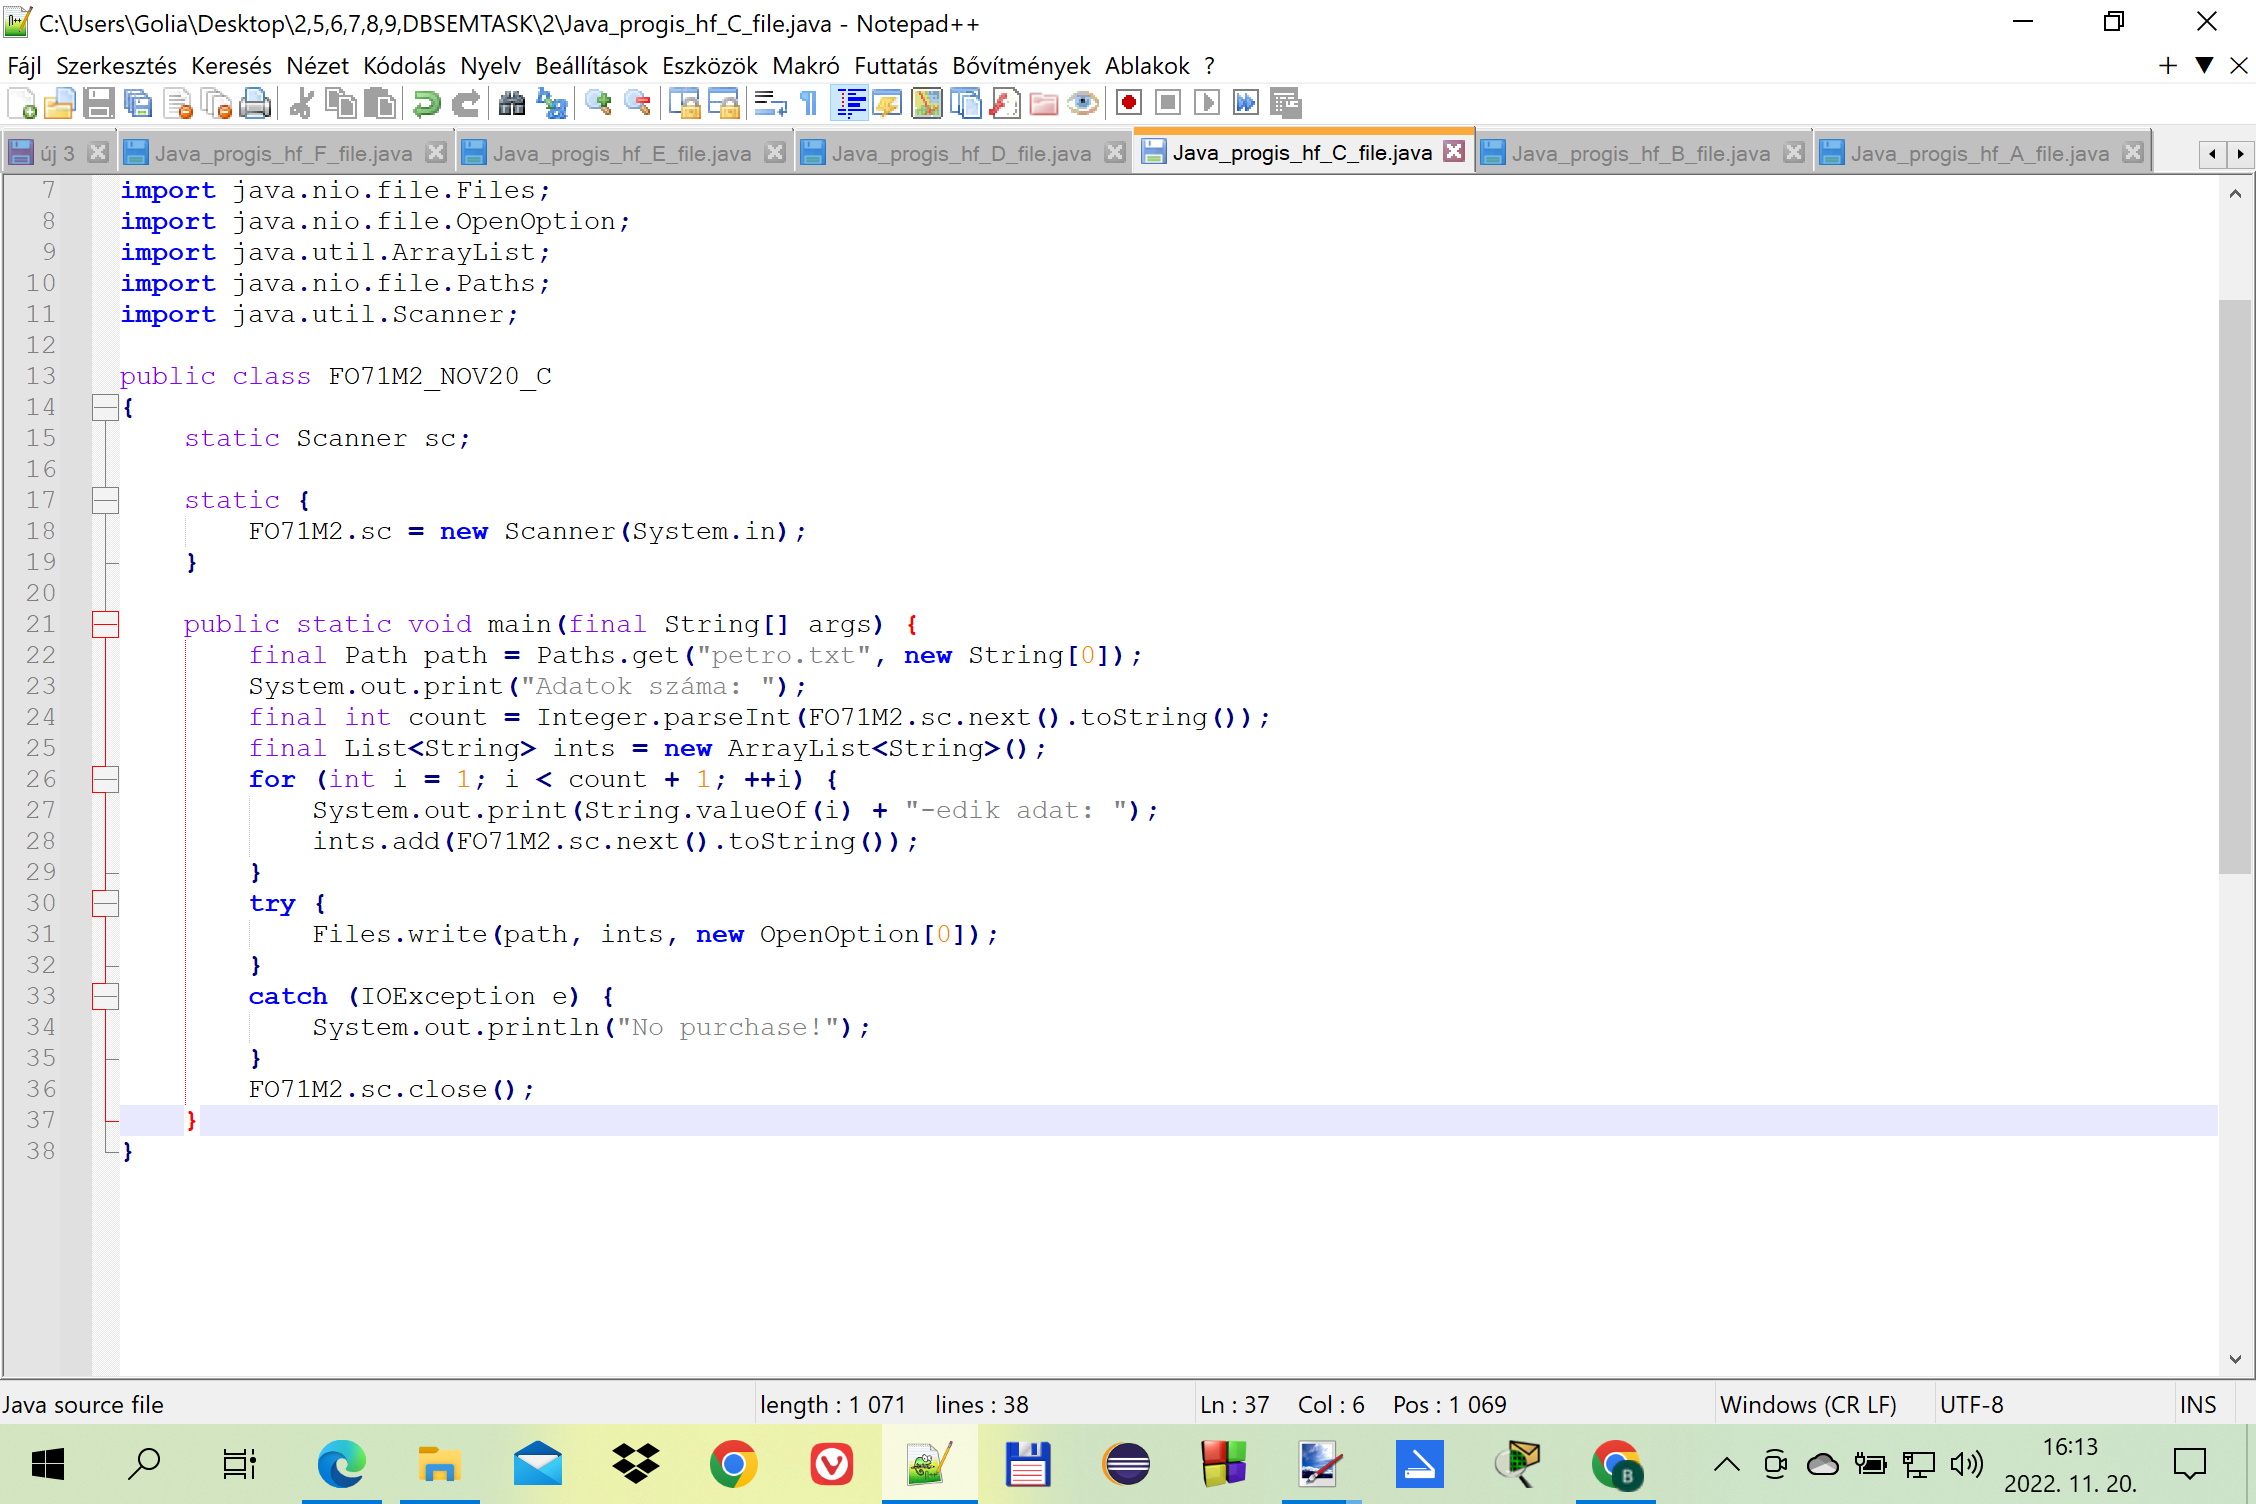 C:\Users\Golia\Desktop\2,5,6,7,8,9,DBSEMTASK\2\Java_progis_hf_C_file.java - Notepad++
Fájl Szerkesztés Keresés Nézet Kódolás Nyelv Beállítások Eszközök Makró Futtatás Bővítmények Ablakok ?
új 3 Java_progis_hf_F_file.java Java_progis_hf_E_file.java Java_progis_hf_D_file.java Java_progis_hf_C_file.java Java_progis_hf_B_file.java Java_progis_hf_A_file.java
7 import java.nio.file.Files;
8 import java.nio.file.OpenOption;
9 import java.util.ArrayList;
10 import java.nio.file.Paths;
11 import java.util.Scanner;
12
13 public class FO71M2_NOV20_C
14 {
15     static Scanner sc;
16
17     static {
18         FO71M2.sc = new Scanner(System.in);
19     }
20
21     public static void main(final String[] args) {
22         final Path path = Paths.get("petro.txt", new String[0]);
23         System.out.print("Adatok száma: ");
24         final int count = Integer.parseInt(FO71M2.sc.next().toString());
25         final List<String> ints = new ArrayList<String>();
26         for (int i = 1; i < count + 1; ++i) {
27             System.out.print(String.valueOf(i) + "-edik adat: ");
28             ints.add(FO71M2.sc.next().toString());
29         }
30         try {
31             Files.write(path, ints, new OpenOption[0]);
32         }
33         catch (IOException e) {
34             System.out.println("No purchase!");
35         }
36         FO71M2.sc.close();
37     }
38 }
Java source file length : 1 071 lines : 38 Ln : 37 Col : 6 Pos : 1 069 Windows (CR LF) UTF-8 INS
B
16:13
2022. 11. 20.